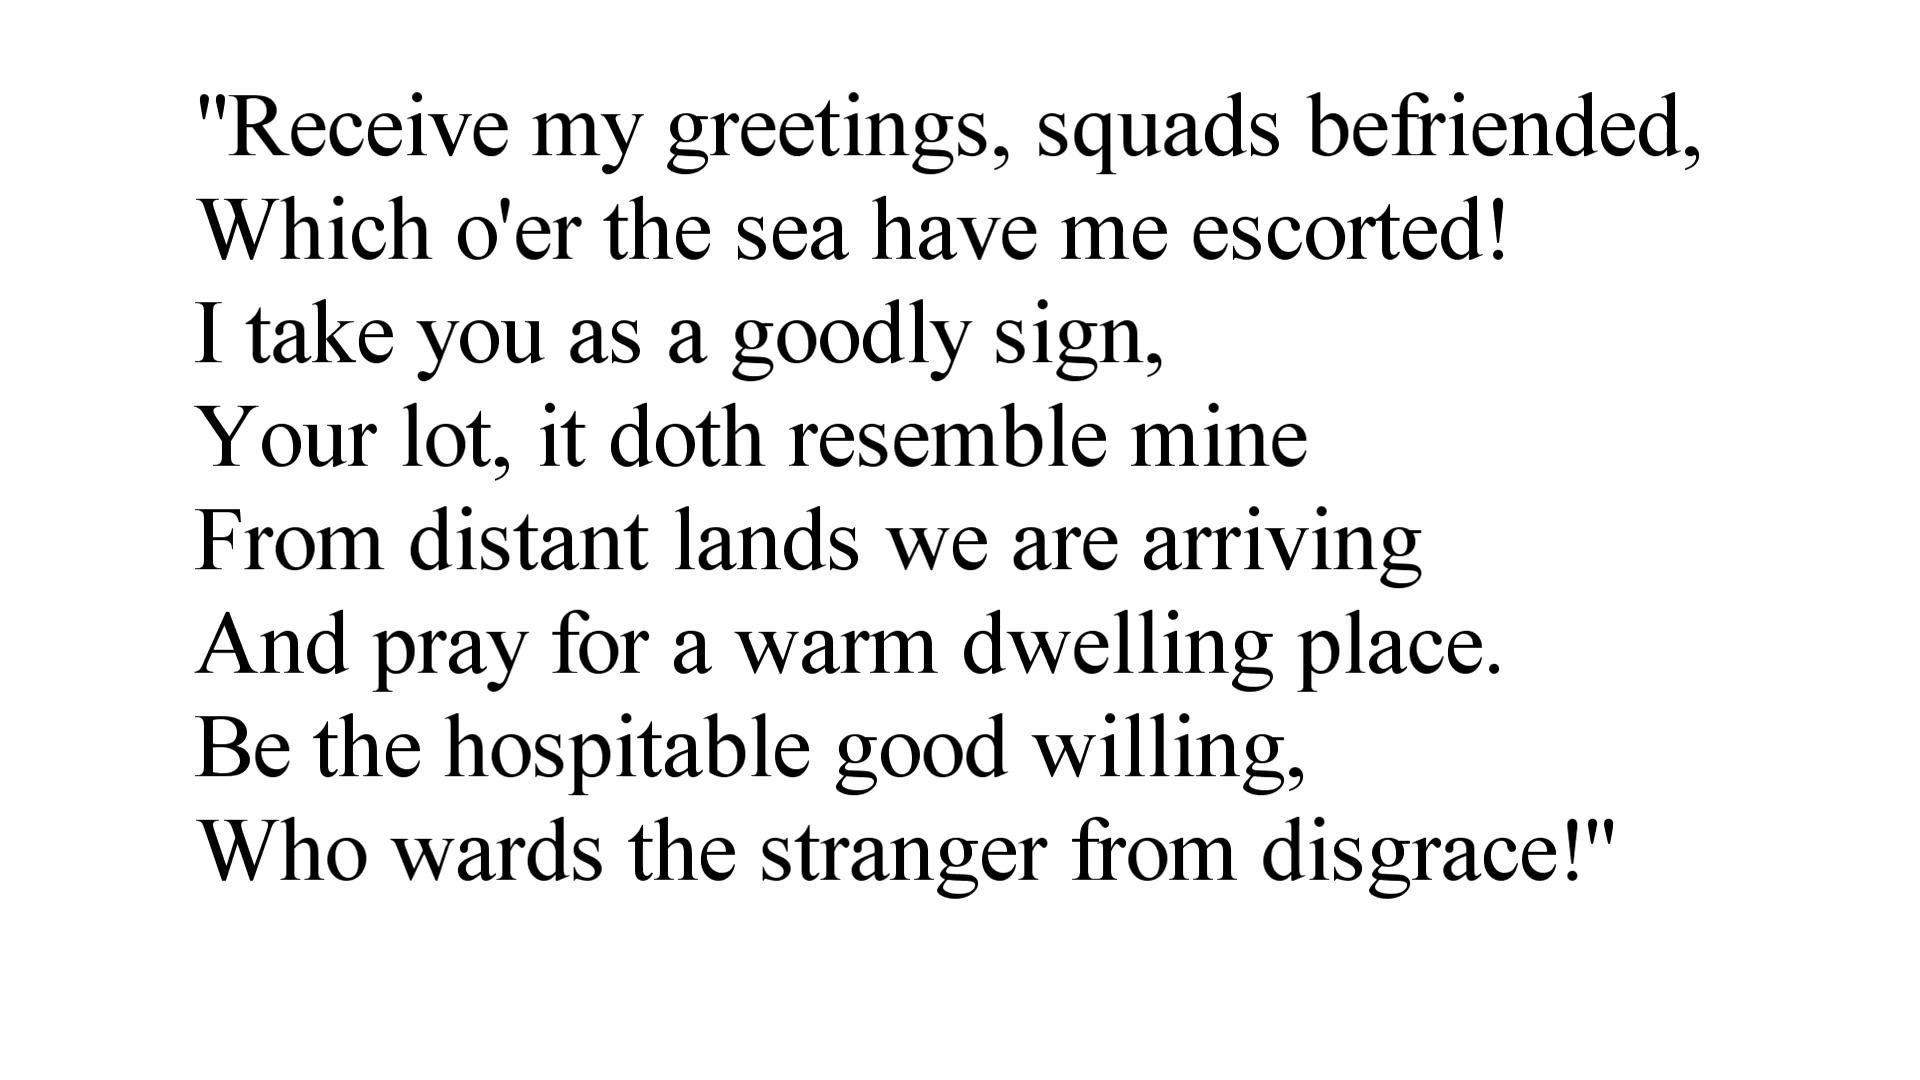 "Receive my greetings, squads befriended,
Which o'er the sea have me escorted!
I take you as a goodly sign,
Your lot, it doth resemble mine
From distant lands we are arriving
And pray for a warm dwelling place.
Be the hospitable good willing,
Who wards the stranger from disgrace!"